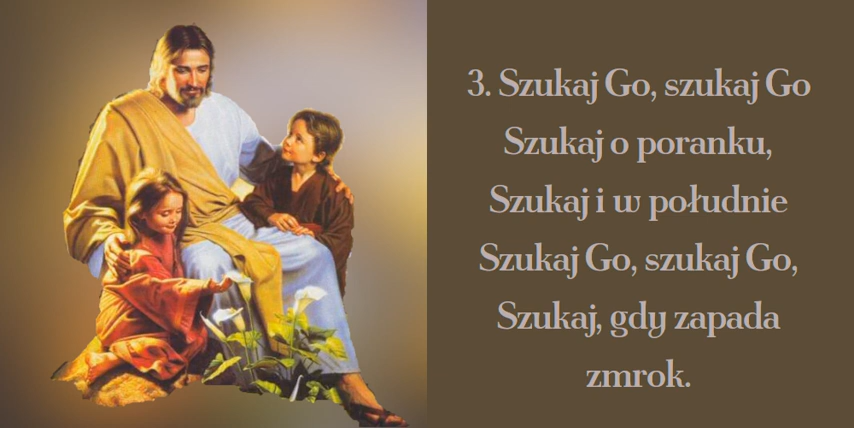 3. Szukaj Go, szukaj Go
Szukaj o poranku,
Szukaj i w południe
Szukaj Go, szukaj Go,
Szukaj, gdy zapada
zmrok.